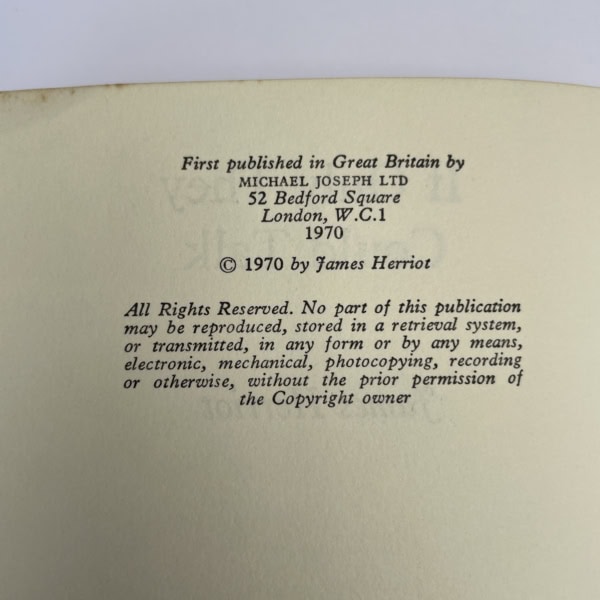 First published in Great Britain by
MICHAEL JOSEPH LTD
52 Bedford Square
London, W.C.1
1970
© 1970 by James Herriot
All Rights Reserved. No part of this publication
may be reproduced, stored in a retrieval system,
or transmitted, in any form or by any means,
electronic, mechanical, photocopying, recording
or otherwise, without the prior permission of
the Copyright owner